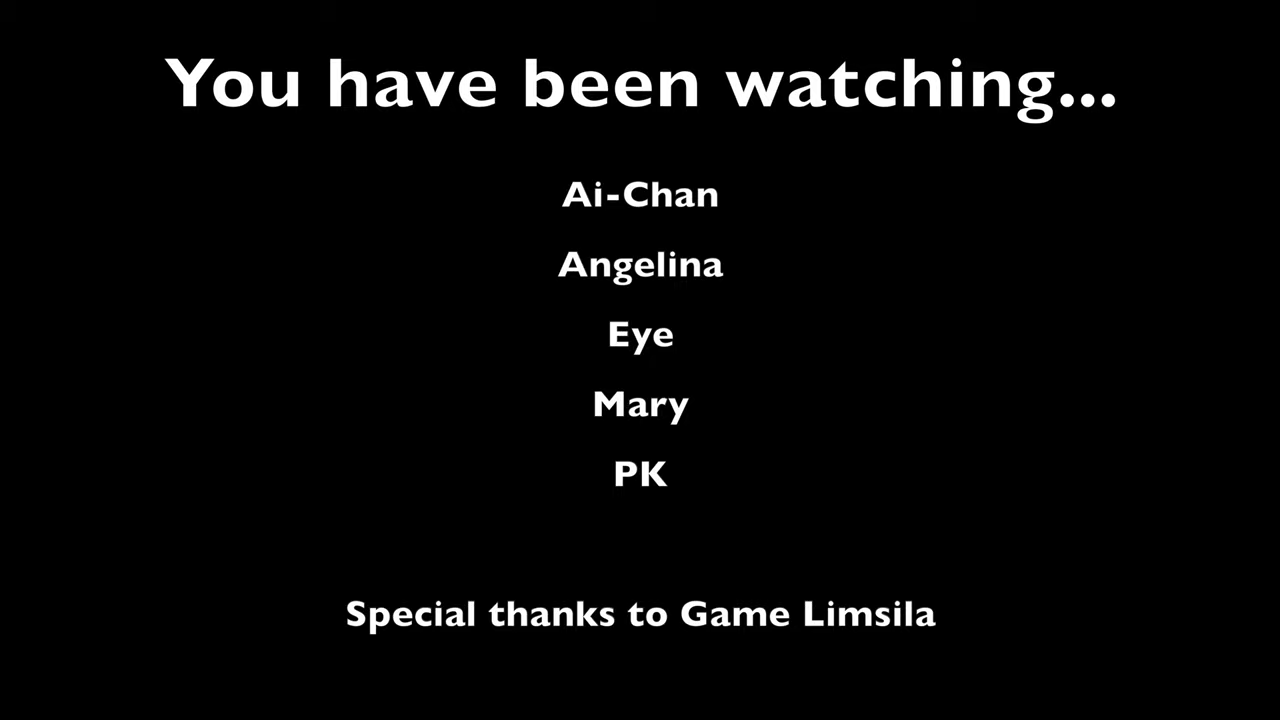 You have been watching...
Ai-Chan
Angelina
Eye
Mary
PK
Special thanks to Game Limsila